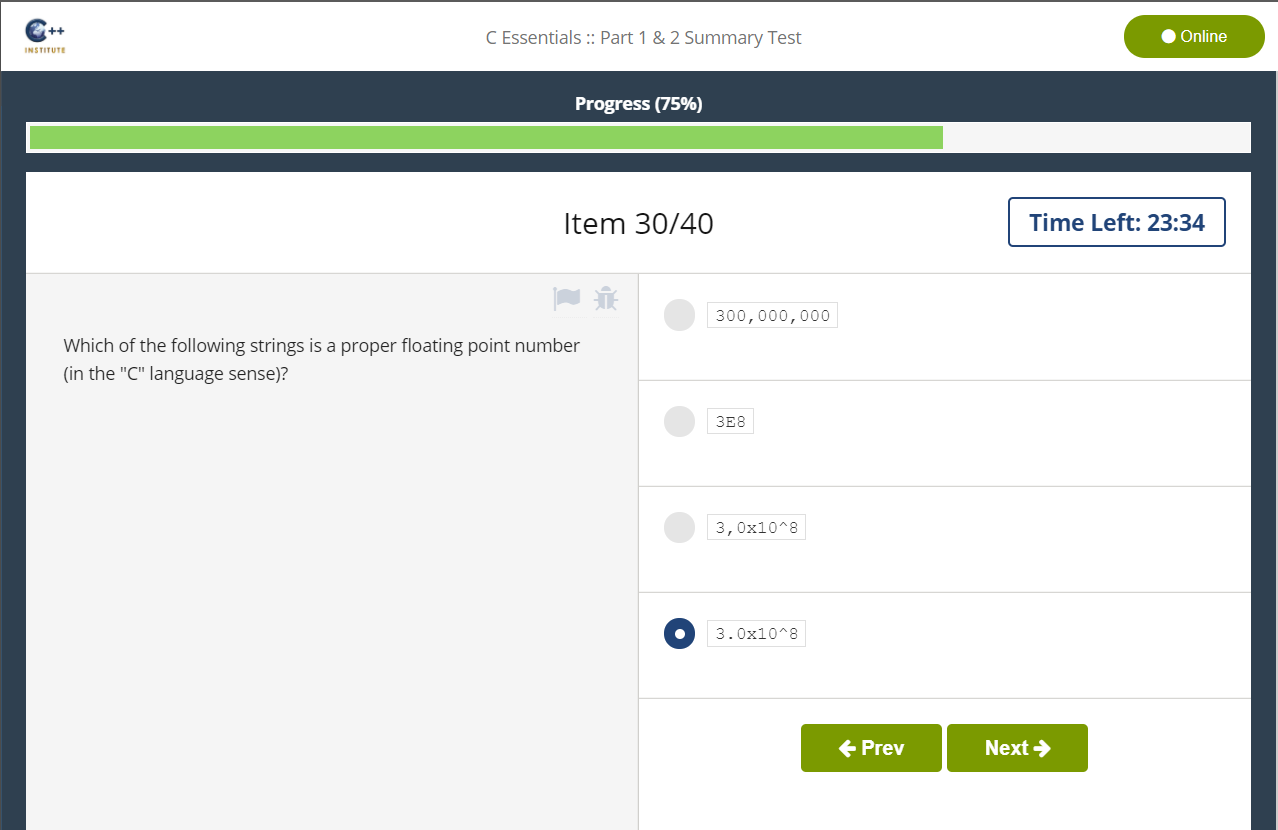 C++
INSTITUTE
C Essentials :: Part 1 & 2 Summary Test
Online
Progress (75%)
Item 30/40
Time Left: 23:34
Which of the following strings is a proper floating point number
(in the "C" language sense)?
300,000,000
3E8
3,0x10^8
3.0x10^8
Prev
Next